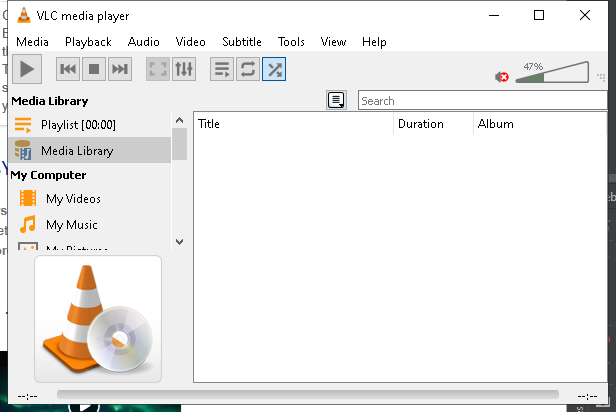 VLC media player
Media Playback Audio Video Subtitle Tools View Help
47%
Media Library
Search
Playlist [00:00]
Title Duration Album
Media Library
My Computer
My Videos
My Music
My Pictures
--:-- --:--